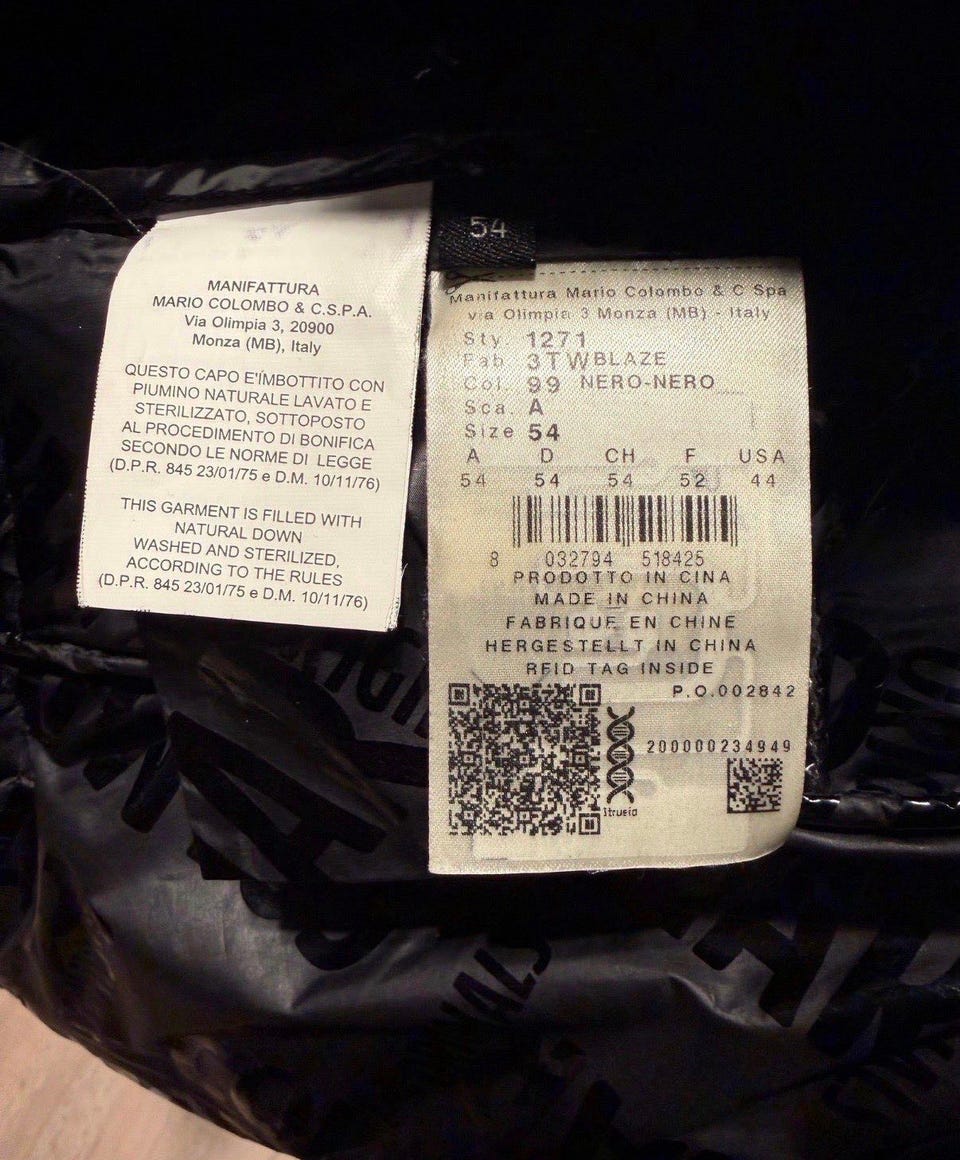 54
MANIFATTURA
MARIO COLOMBO & C.S.P.A.
Via Olimpia 3, 20900
Monza (MB), Italy
QUESTO CAPO E'IMBOTTITO CON
PIUMINO NATURALE LAVATO E
STERILIZZATO, SOTTOPOSTO
AL PROCEDIMENTO DI BONIFICA
SECONDO LE NORME DI LEGGE
(D.P.R. 845 23/01/75 e D.M. 10/11/76)
THIS GARMENT IS FILLED WITH
NATURAL DOWN
WASHED AND STERILIZED,
ACCORDING TO THE RULES
(D.P.R. 845 23/01/75 e D.M. 10/11/76)
Manifattura Mario Colombo & C Spa
via Olimpia 3 Monza (MB) - Italy
Sty. 1271
Fab. 3TWBLAZE
Col. 99 NERO-NERO
Sca. A
Size 54
A D CH F USA
54 54 54 52 44
8 032794 518425
PRODOTTO IN CINA
MADE IN CHINA
FABRIQUE EN CHINE
HERGESTELLT IN CHINA
RFID TAG INSIDE
P.O.002842
200000234949